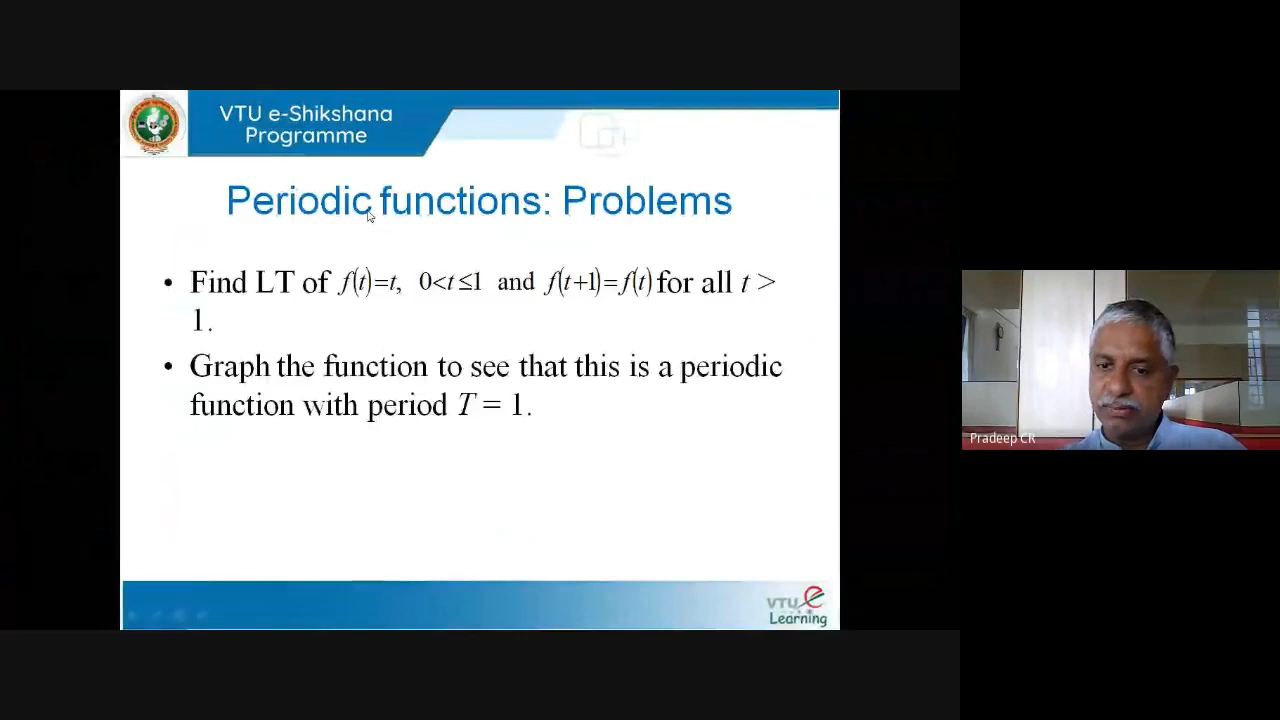 VTU e-Shikshana
Programme
Periodic functions: Problems
• Find LT of f(t)=t, 0<t≤1 and f(t+1)=f(t) for all t >
1.
• Graph the function to see that this is a periodic
function with period T = 1.
Pradeep CR
VTU e
Learning